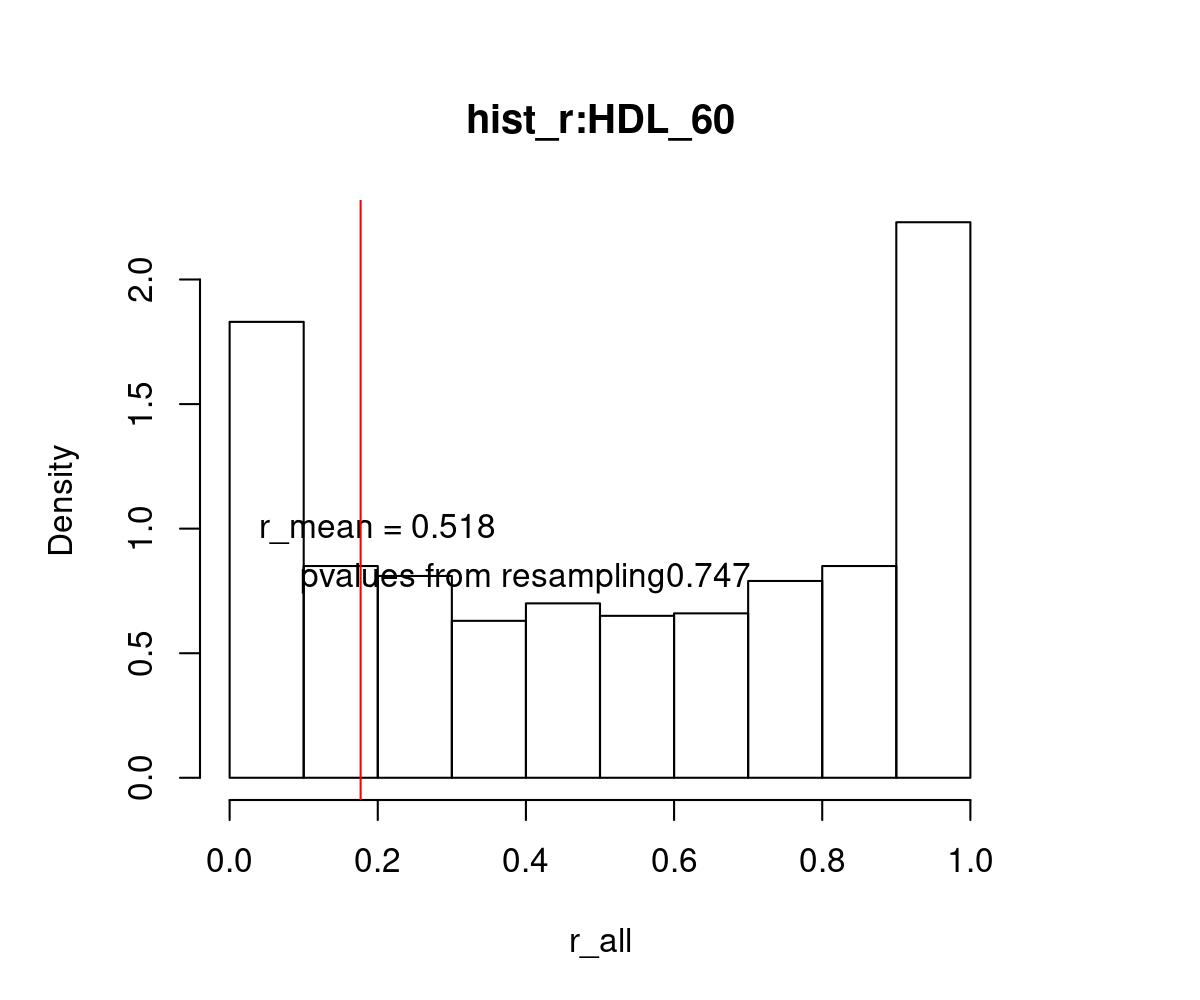 hist_r:HDL_60
Density
2.0
1.5
1.0
0.5
0.0
r_mean = 0.518
pvalues from resampling0.747
0.0 0.2 0.4 0.6 0.8 1.0
r_all